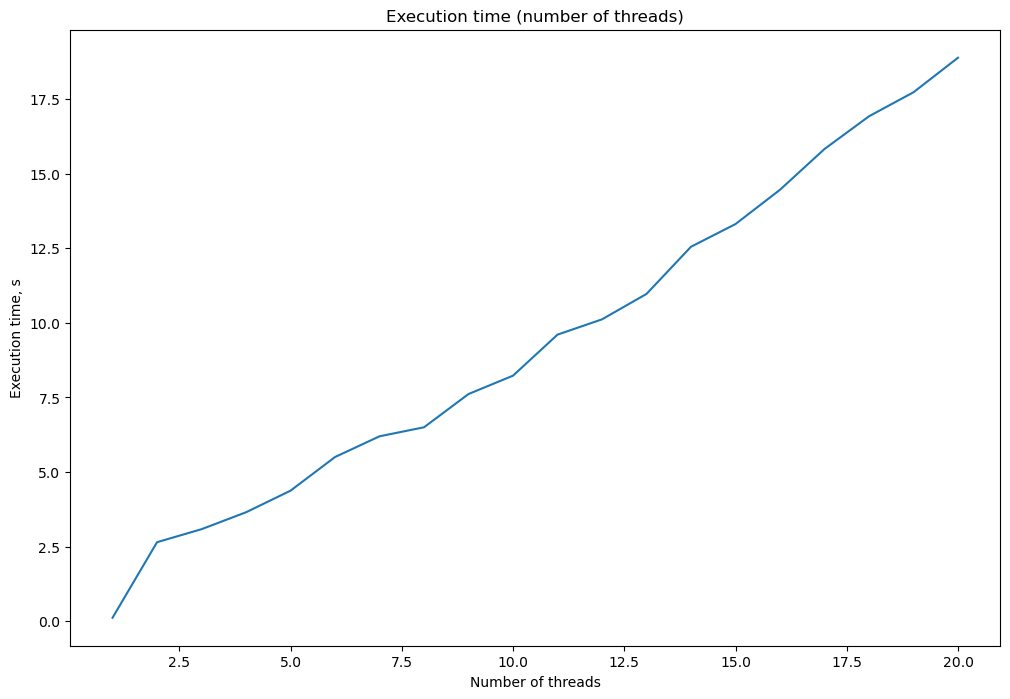 Execution time (number of threads)
Execution time, s
17.5
15.0
12.5
10.0
7.5
5.0
2.5
0.0
2.5 5.0 7.5 10.0 12.5 15.0 17.5 20.0
Number of threads